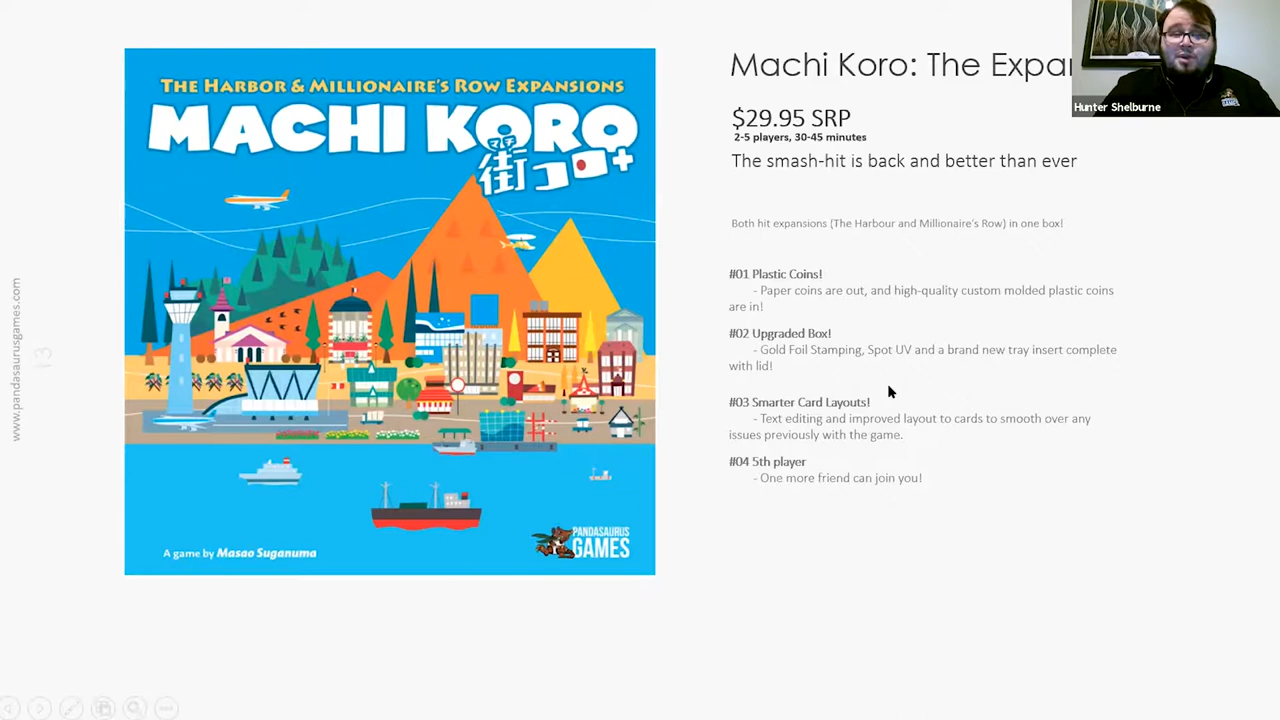 THE HARBOR & MILLIONAIRE'S ROW EXPANSIONS
MACHI KORO
街コロ+
A game by Masao Suganuma
PANDASAURUS
GAMES
www.pandasaurusgames.com
13
Machi Koro: The Expan
$29.95 SRP
2-5 players, 30-45 minutes
The smash-hit is back and better than ever
Both hit expansions (The Harbour and Millionaire's Row) in one box!
#01 Plastic Coins!
- Paper coins are out, and high-quality custom molded plastic coins
are in!
#02 Upgraded Box!
- Gold Foil Stamping, Spot UV and a brand new tray insert complete
with lid!
#03 Smarter Card Layouts!
- Text editing and improved layout to cards to smooth over any
issues previously with the game.
#04 5th player
- One more friend can join you!
Hunter Shelburne